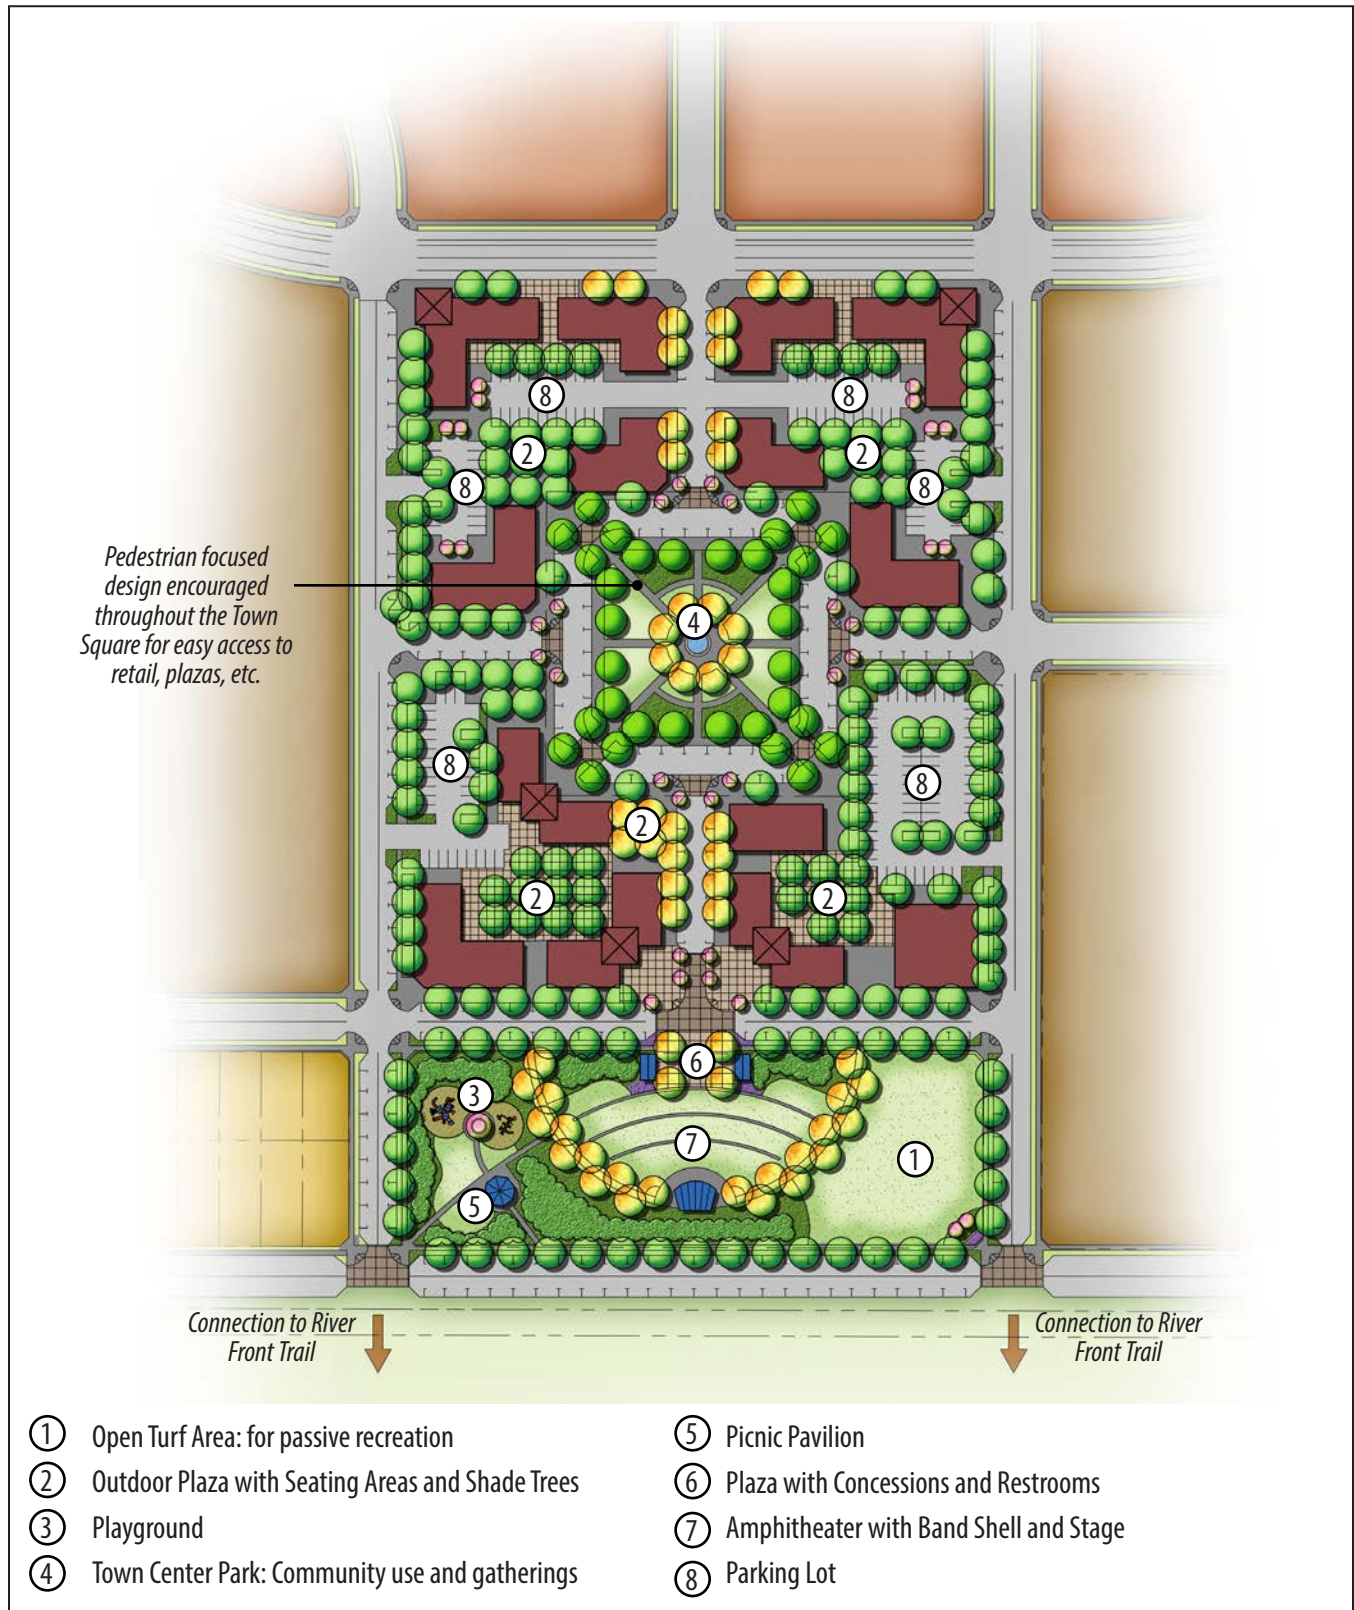 8
8
2
2
8
8
Pedestrian focused
design encouraged
throughout the Town
Square for easy access to
retail, plazas, etc.
4
8
8
2
2
2
6
3
7
1
5
Connection to River
Front Trail
Connection to River
Front Trail
1 Open Turf Area: for passive recreation
2 Outdoor Plaza with Seating Areas and Shade Trees
3 Playground
4 Town Center Park: Community use and gatherings
5 Picnic Pavilion
6 Plaza with Concessions and Restrooms
7 Amphitheater with Band Shell and Stage
8 Parking Lot